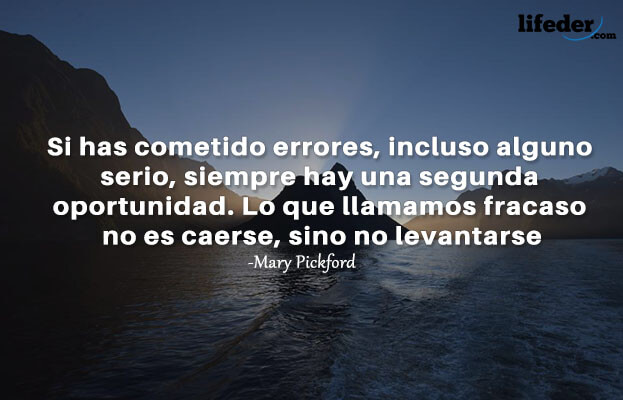 lifeder
.com
Si has cometido errores, incluso alguno
serio, siempre hay una segunda
oportunidad. Lo que llamamos fracaso
no es caerse, sino no levantarse
-Mary Pickford